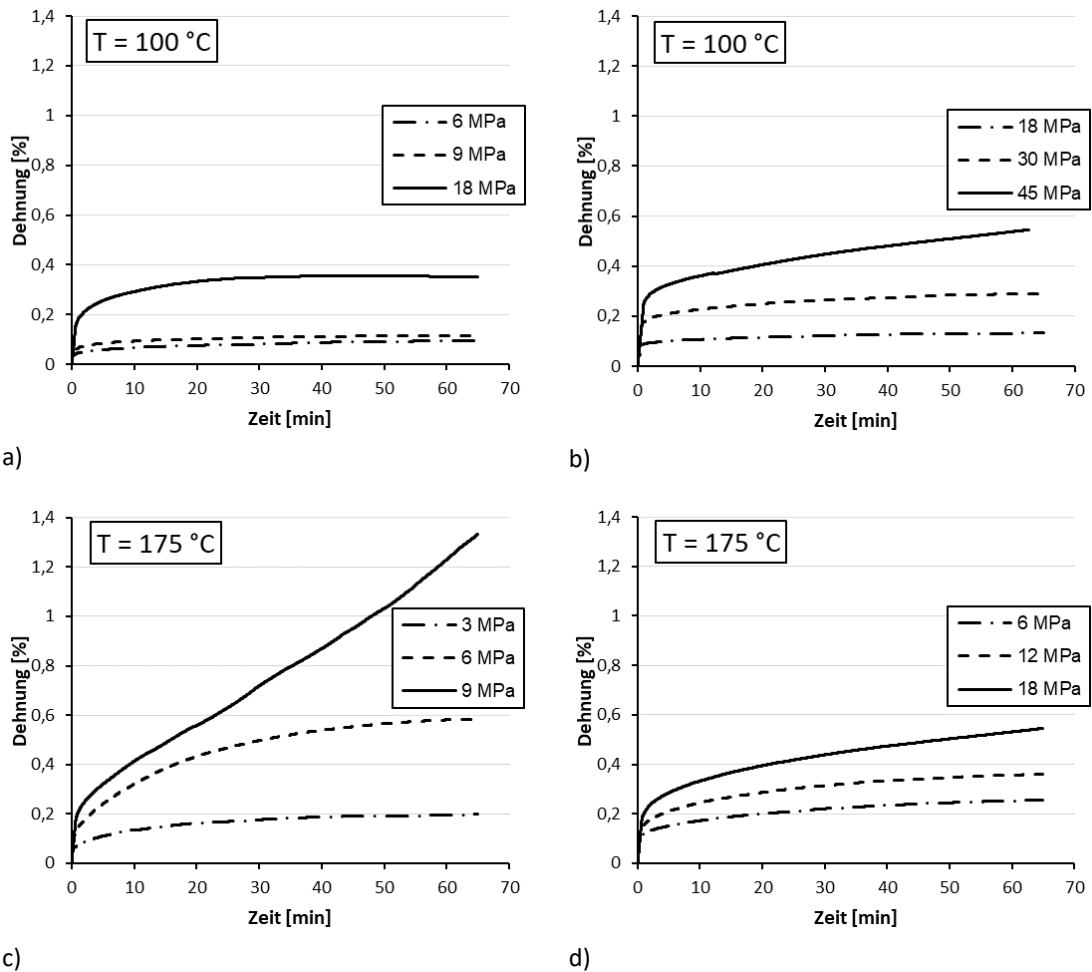 T = 100 °C
1,4
1,2
1
0,8
0,6
0,4
0,2
0
Dehnung [%]
6 MPa
9 MPa
18 MPa
0 10 20 30 40 50 60 70
Zeit [min]
a)
T = 100 °C
1,4
1,2
1
0,8
0,6
0,4
0,2
0
Dehnung [%]
18 MPa
30 MPa
45 MPa
0 10 20 30 40 50 60 70
Zeit [min]
b)
T = 175 °C
1,4
1,2
1
0,8
0,6
0,4
0,2
0
Dehnung [%]
3 MPa
6 MPa
9 MPa
0 10 20 30 40 50 60 70
Zeit [min]
c)
T = 175 °C
1,4
1,2
1
0,8
0,6
0,4
0,2
0
Dehnung [%]
6 MPa
12 MPa
18 MPa
0 10 20 30 40 50 60 70
Zeit [min]
d)